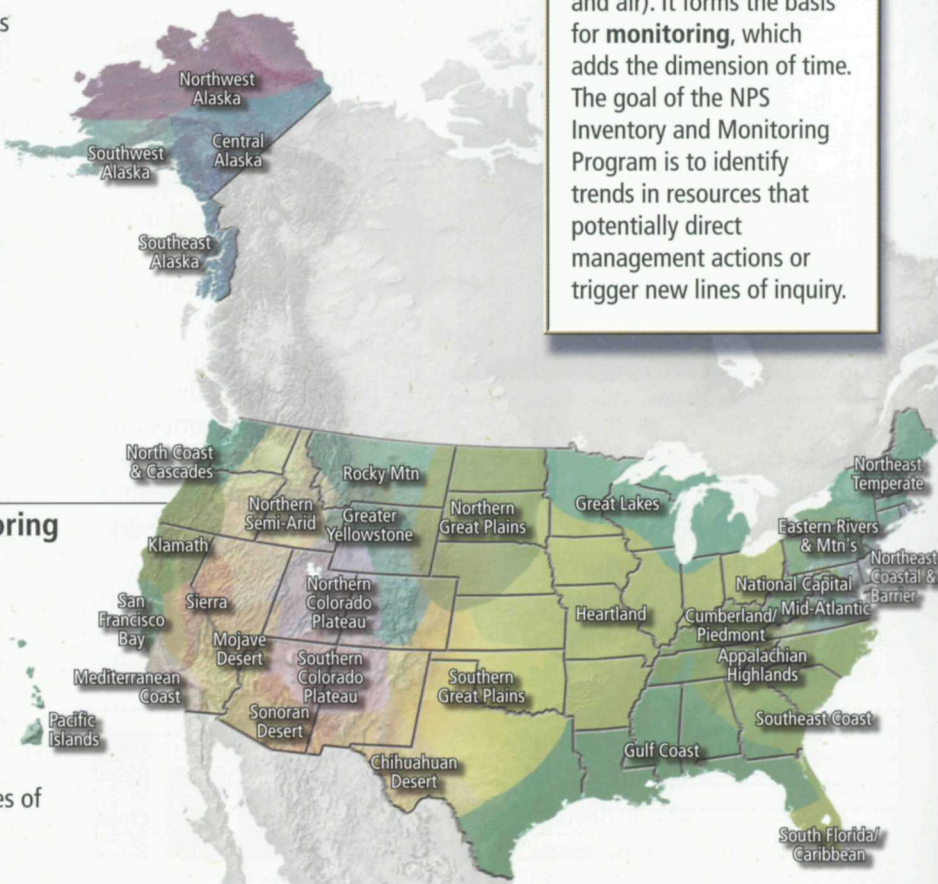 s
and air). It forms the basis
for monitoring, which
adds the dimension of time.
The goal of the NPS
Inventory and Monitoring
Program is to identify
trends in resources that
potentially direct
management actions or
trigger new lines of inquiry.
Northwest
Alaska
Southwest
Alaska
Central
Alaska
Southeast
Alaska
North Coast
& Cascades
Rocky Mtn
Northern
Semi-Arid
Greater
Yellowstone
Northern
Great Plains
Great Lakes
Northeast
Temperate
Eastern Rivers
& Mtn's
Northeast
Coastal &
Barrier
oring
Klamath
San
Francisco
Bay
Sierra
Northern
Colorado
Plateau
Heartland
National Capital
Cumberland/
Piedmont
Mid-Atlantic
Mojave
Desert
Mediterranean
Coast
Southern
Colorado
Plateau
Southern
Great Plains
Appalachian
Highlands
Pacific
Islands
Sonoran
Desert
Southeast Coast
Chihuahuan
Desert
Gulf Coast
es of
South Florida/
Caribbean